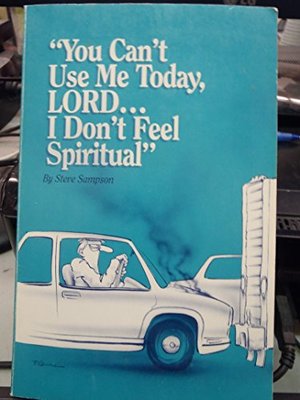 "You Can't
Use Me Today,
LORD...
I Don't Feel
Spiritual"
By Steve Sampson